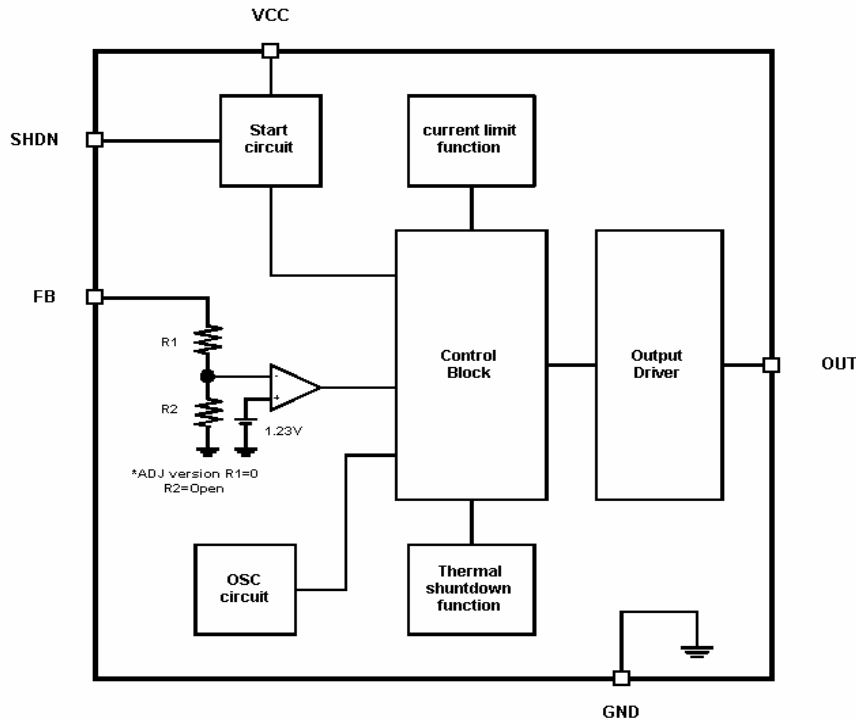 VCC
SHDN
Start
circuit
current limit
function
FB
R1
R2
-
+
1.23V
*ADJ version R1=0
R2=Open
Control
Block
Output
Driver
OUT
OSC
circuit
Thermal
shuntdown
function
GND